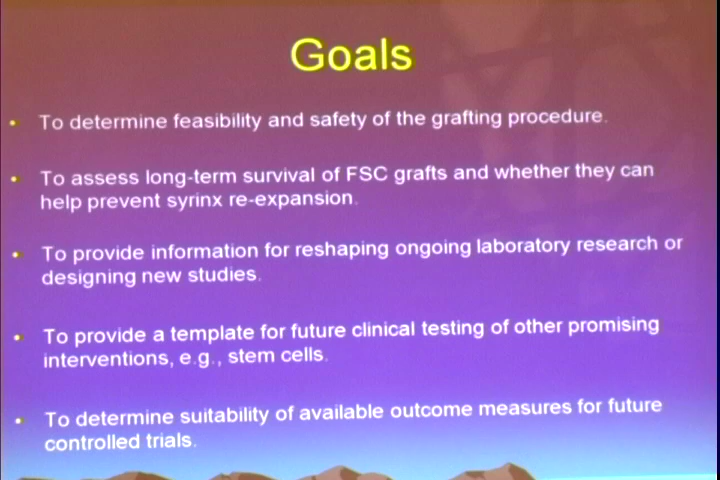 Goals
• To determine feasibility and safety of the grafting procedure.
• To assess long-term survival of FSC grafts and whether they can
help prevent syrinx re-expansion.
• To provide information for reshaping ongoing laboratory research or
designing new studies.
• To provide a template for future clinical testing of other promising
interventions, e.g., stem cells.
• To determine suitability of available outcome measures for future
controlled trials.